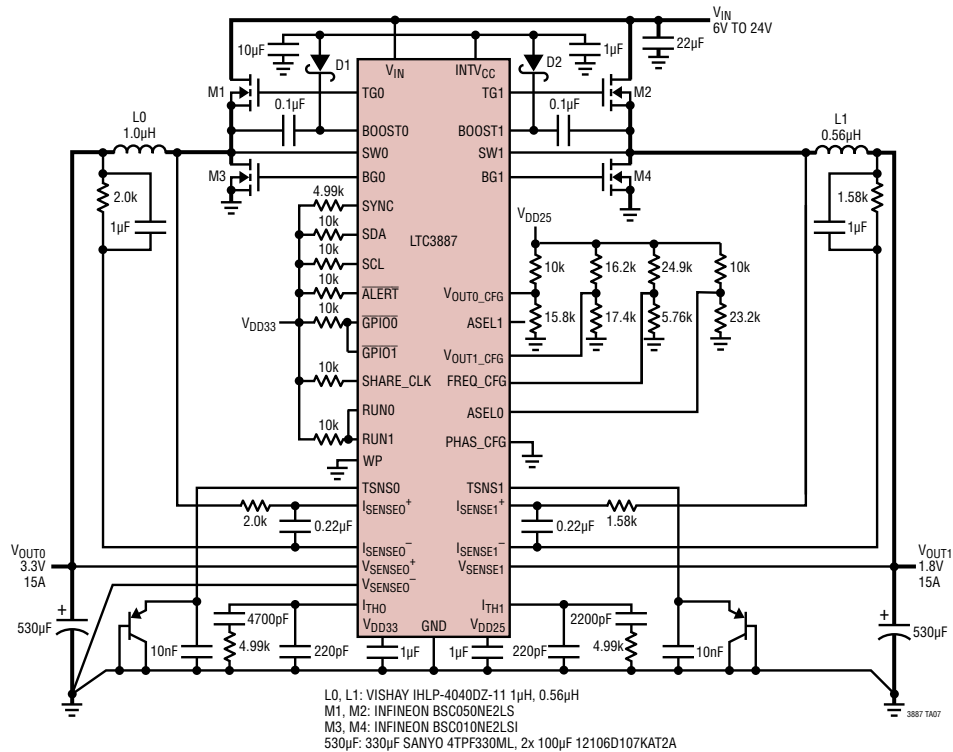 VIN
6V TO 24V
10µF
D1
VIN
INTVCC
D2
1µF
22µF
M1
TG0
TG1
M2
0.1µF
0.1µF
L0
1.0µH
BOOST0
BOOST1
L1
0.56µH
SW0
SW1
M3
BG0
BG1
M4
2.0k
1µF
4.99k
SYNC
10k
SDA
LTC3887
10k
SCL
10k
ALERT
VDD33
10k
GPIO0
GPIO1
10k
SHARE_CLK
RUN0
10k
RUN1
WP
VDD25
10k
16.2k
24.9k
10k
VOUT0_CFG
15.8k
17.4k
5.76k
23.2k
ASEL1
VOUT1_CFG
FREQ_CFG
ASEL0
PHAS_CFG
1.58k
1µF
TSNS0
TSNS1
ISENSE0+
ISENSE1+
2.0k
0.22µF
0.22µF
1.58k
ISENSE0–
ISENSE1–
VOUT0
3.3V
15A
VSENSE0+
VSENSE1
VOUT1
1.8V
15A
VSENSE0–
+
530µF
10nF
4700pF
4.99k
220pF
ITH0
ITH1
VDD33
GND
VDD25
1µF
1µF
220pF
2200pF
4.99k
10nF
+
530µF
L0, L1: VISHAY IHLP-4040DZ-11 1µH, 0.56µH
M1, M2: INFINEON BSC050NE2LS
M3, M4: INFINEON BSC010NE2LSI
530µF: 330µF SANYO 4TPF330ML, 2x 100µF 12106D107KAT2A
3887 TA07